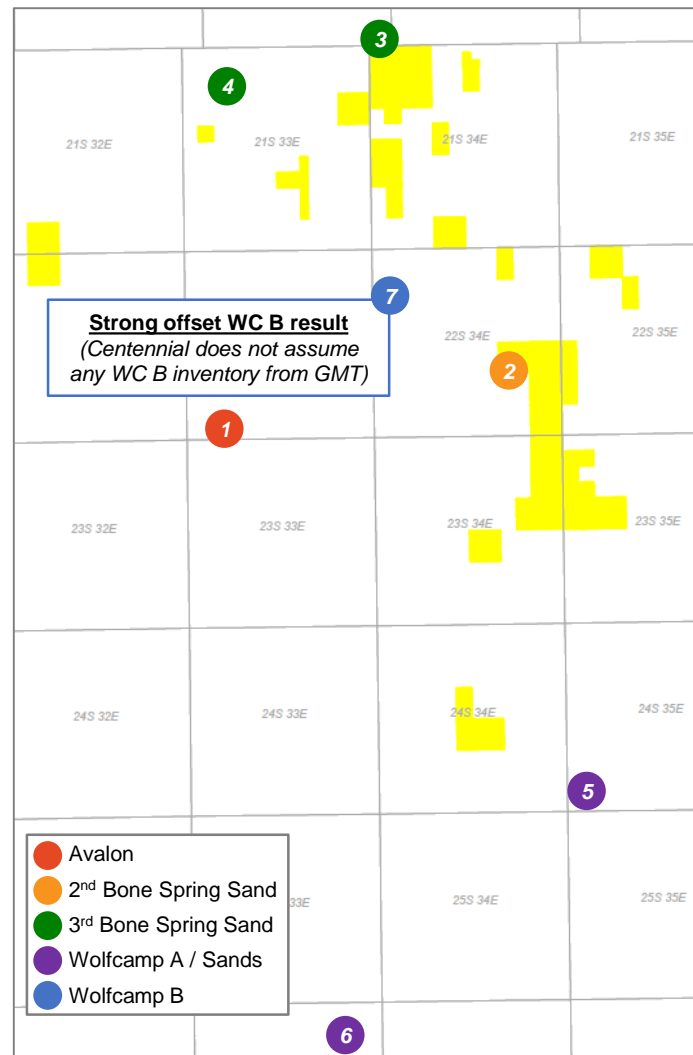 3
4
21S 32E
21S 33E
21S 34E
21S 35E
7
Strong offset WC B result
(Centennial does not assume
any WC B inventory from GMT)
22S 34E
22S 35E
2
1
23S 32E
23S 33E
23S 34E
23S 35E
24S 32E
24S 33E
24S 34E
24S 35E
5
Avalon
2nd Bone Spring Sand
3rd Bone Spring Sand
Wolfcamp A / Sands
Wolfcamp B
33E
25S 34E
25S 35E
6